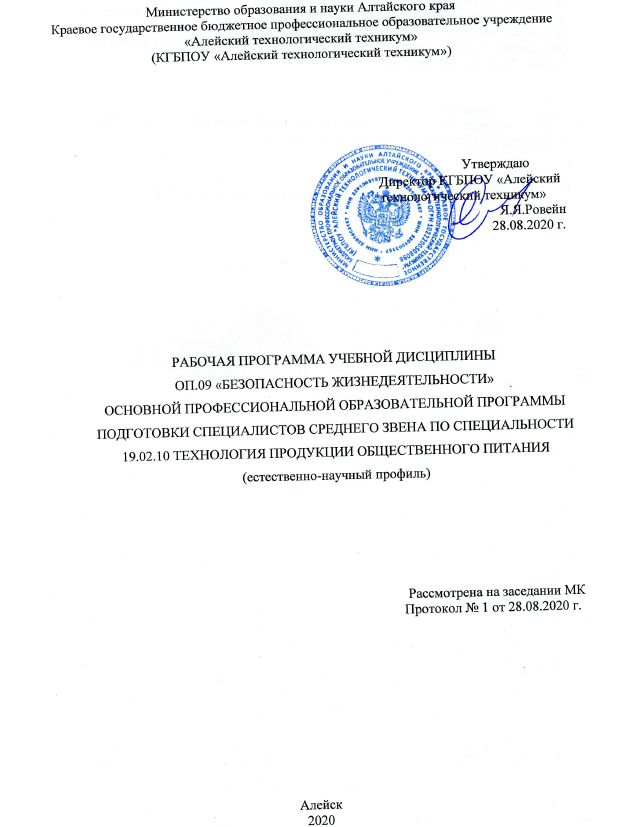 Министерство образования и науки Алтайского края
Краевое государственное бюджетное профессиональное образовательное учреждение
«Алейский технологический техникум»
(КГБПОУ «Алейский технологический техникум»)
Утверждаю
Директор КГБПОУ «Алейский
технологический техникум»
Я.Я.Ровейн
28.08.2020 г.
РАБОЧАЯ ПРОГРАММА УЧЕБНОЙ ДИСЦИПЛИНЫ
ОП.09 «БЕЗОПАСНОСТЬ ЖИЗНЕДЕЯТЕЛЬНОСТИ»
ОСНОВНОЙ ПРОФЕССИОНАЛЬНОЙ ОБРАЗОВАТЕЛЬНОЙ ПРОГРАММЫ
ПОДГОТОВКИ СПЕЦИАЛИСТОВ СРЕДНЕГО ЗВЕНА ПО СПЕЦИАЛЬНОСТИ
19.02.10 ТЕХНОЛОГИЯ ПРОДУКЦИИ ОБЩЕСТВЕННОГО ПИТАНИЯ
(естественно-научный профиль)
Рассмотрена на заседании МК
Протокол № 1 от 28.08.2020 г.
Алейск
2020